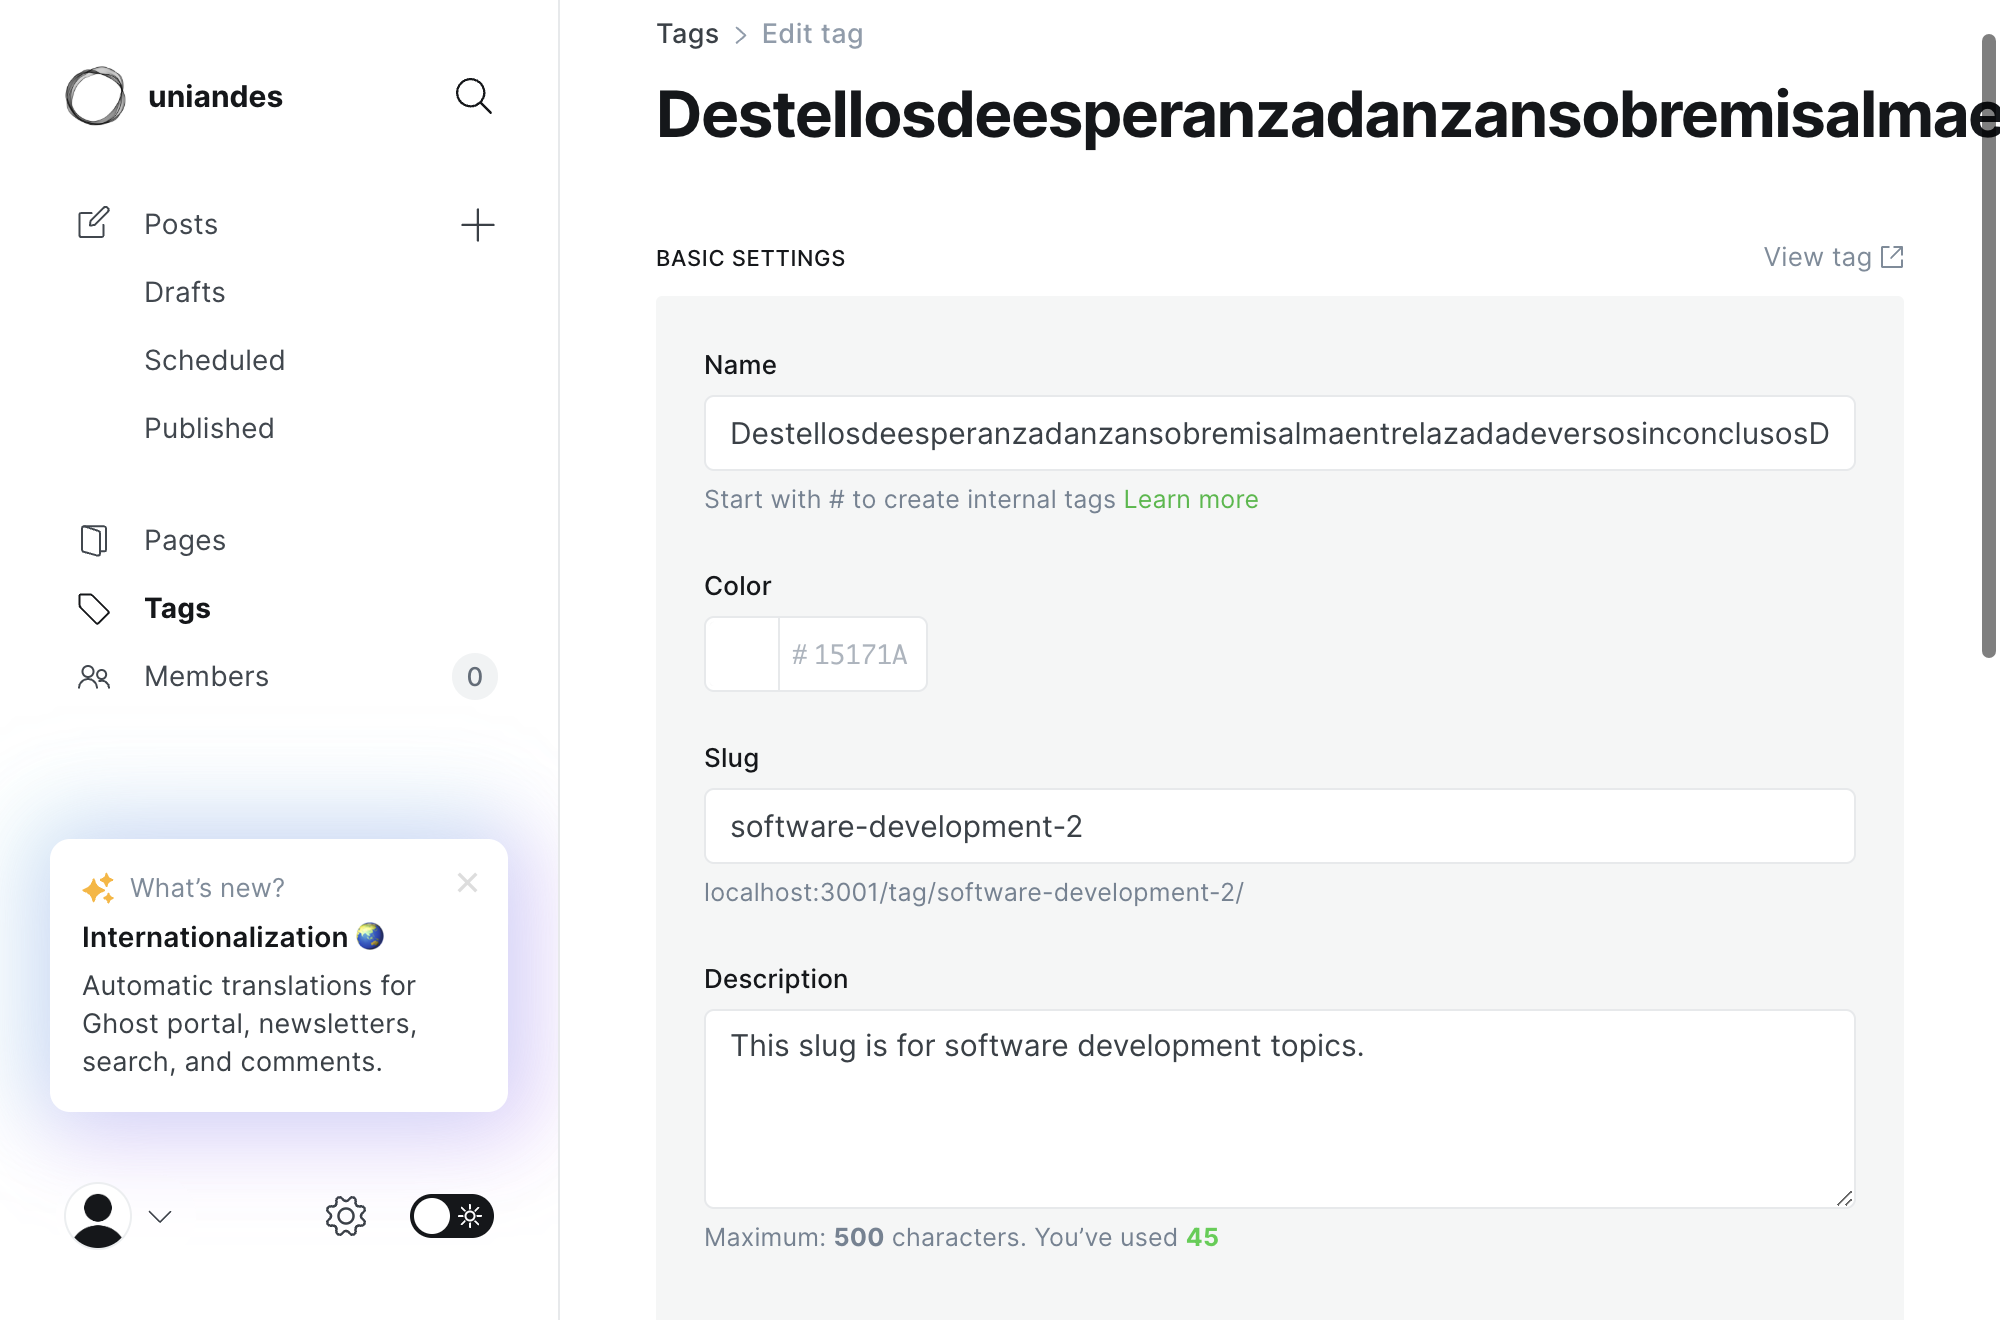 uniandes
Posts
Drafts
Scheduled
Published
Pages
Tags
Members
0
What's new?
Internationalization
Automatic translations for
Ghost portal, newsletters,
search, and comments.
Tags > Edit tag
Destellosdeesperanzadanzansobremisalmae
BASIC SETTINGS
View tag
Name
DestellosdeesperanzadanzansobremisalmaentrelazadadeversosinconclusosD
Start with # to create internal tags Learn more
Color
# 15171A
Slug
software-development-2
localhost:3001/tag/software-development-2/
Description
This slug is for software development topics.
Maximum: 500 characters. You’ve used 45